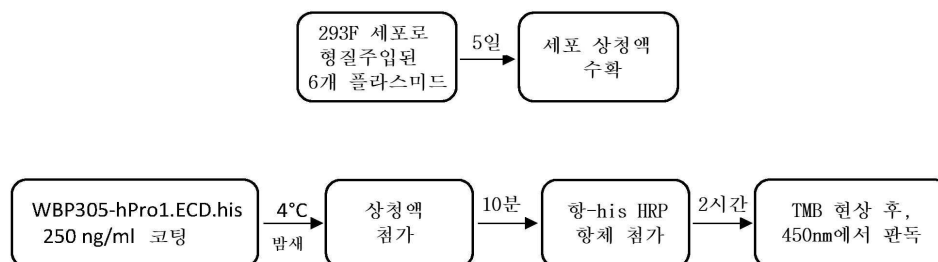 293F 세포로
형질주입된
6개 플라스미드
5일
세포 상청액
수확
WBP305-hPro1.ECD.his
250 ng/ml 코팅
4°C
밤새
상청액
첨가
10분
항-his HRP
항체 첨가
2시간
TMB 현상 후,
450nm에서 판독